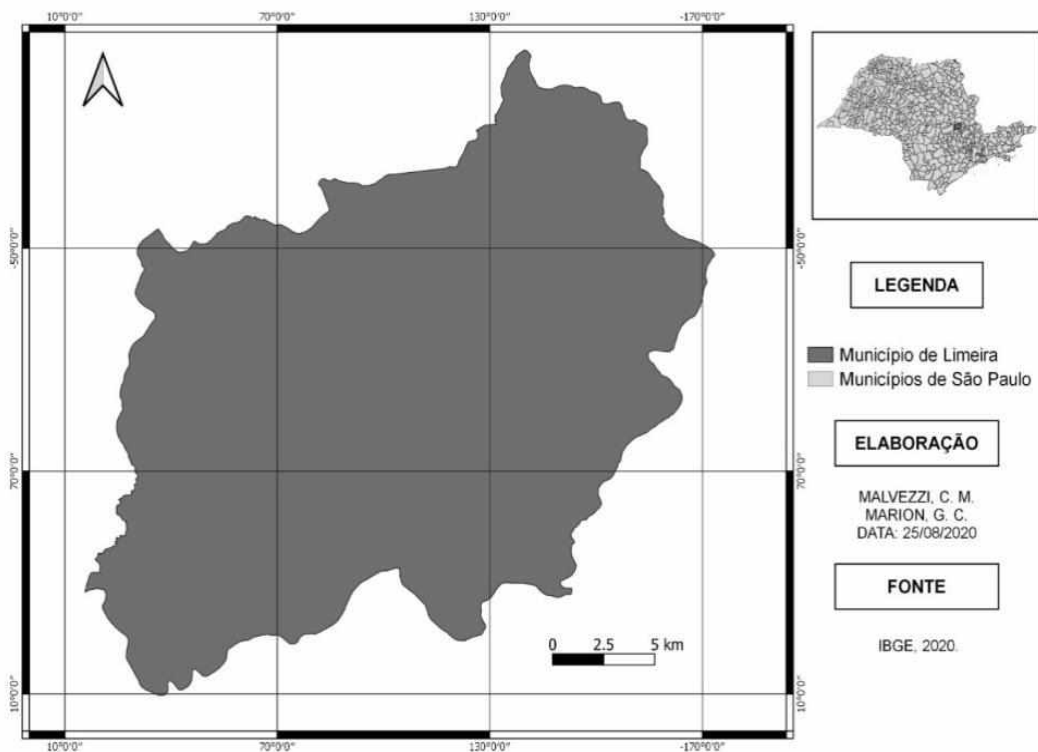 10°0'0"
70°0'0"
130°0'0"
-170°0'0"
-50°0'0"
-50°0'0"
70°0'0"
70°0'0"
10°0'0"
10°0'0"
0 2.5 5 km
10°0'0"
70°0'0"
130°0'0"
-170°0'0"
LEGENDA
Município de Limeira
Municípios de São Paulo
ELABORAÇÃO
MALVEZZI, C. M.
MARION, G. C.
DATA: 25/08/2020
FONTE
IBGE, 2020.